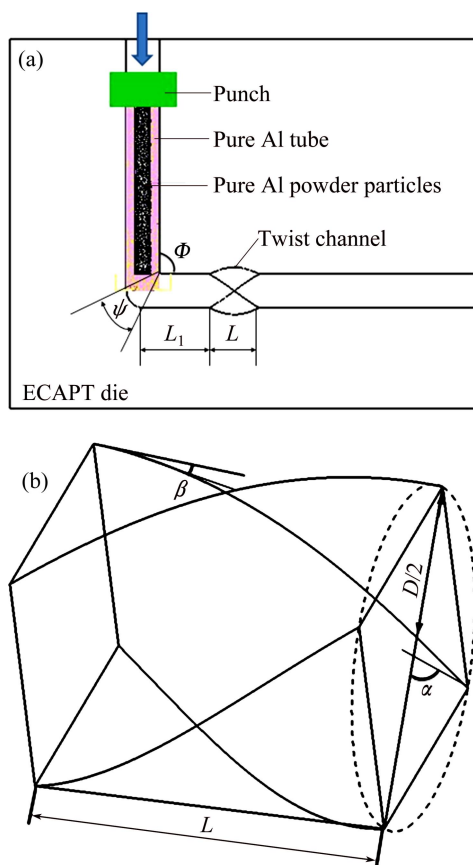 (a)
Punch
Pure Al tube
Pure Al powder particles
Φ
Twist channel
ψ
L₁
L
ECAPT die
(b)
β
D/2
α
L